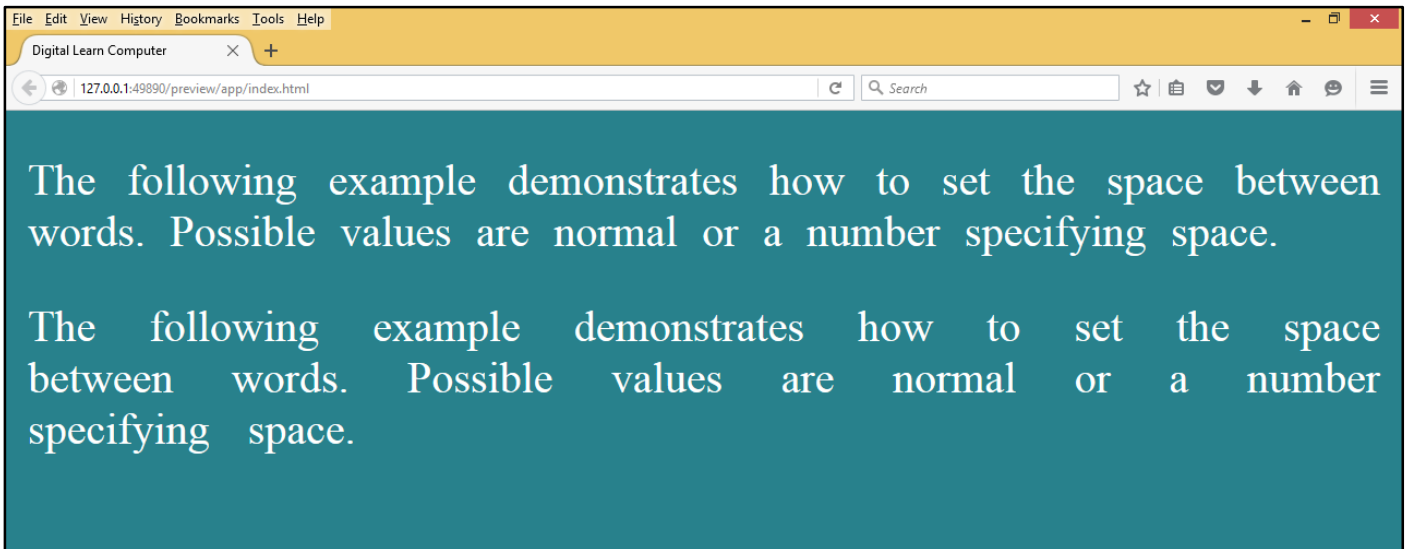 File Edit View History Bookmarks Tools Help
Digital Learn Computer
127.0.0.1:49890/preview/app/index.html
Search
The following example demonstrates how to set the space between
words. Possible values are normal or a number specifying space.
The following example demonstrates how to set the space
between words. Possible values are normal or a number
specifying space.